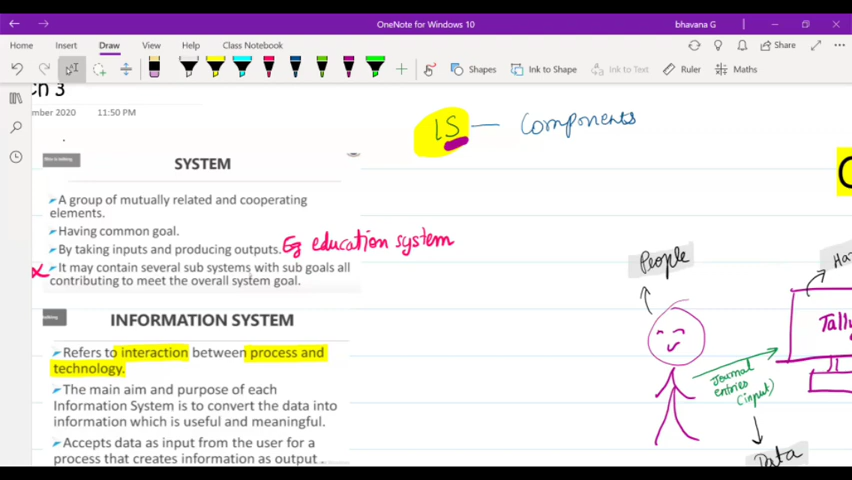 OneNote for Windows 10
bhavana G
Home Insert Draw View Help Class Notebook
Share
Shapes
Ink to Shape
Ink to Text
Ruler
Maths
ch 3
mber 2020 11:50 PM
IS — Components
SYSTEM
A group of mutually related and cooperating
elements.
Having common goal.
By taking inputs and producing outputs.
Eg education system
It may contain several sub systems with sub goals all
contributing to meet the overall system goal.
INFORMATION SYSTEM
Refers to interaction between process and
technology.
The main aim and purpose of each
Information System is to convert the data into
information which is useful and meaningful.
Accepts data as input from the user for a
process that creates information as output .
People
Ha
Tally
Journal
entries
(input)
Data